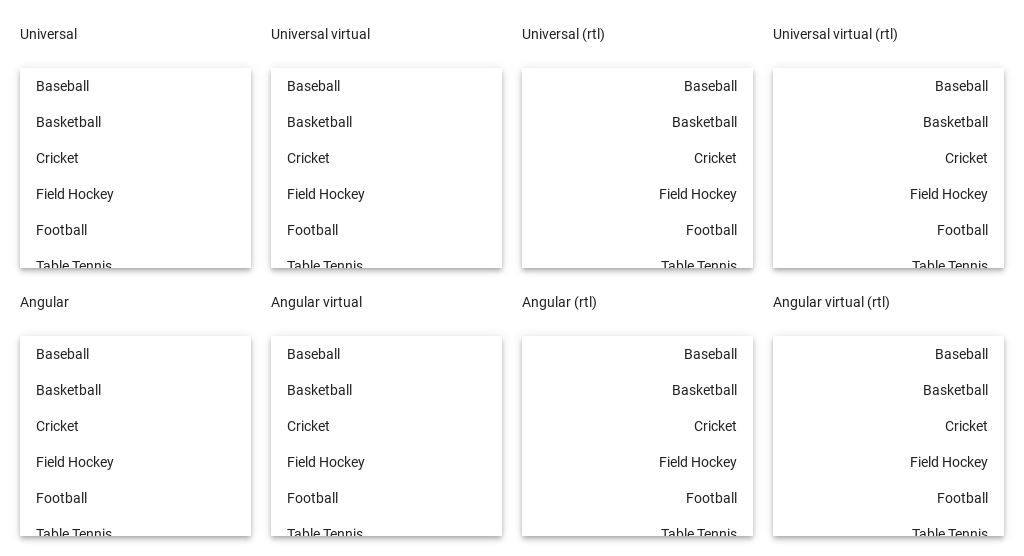 Universal
Universal virtual
Universal (rtl)
Universal virtual (rtl)
Baseball
Basketball
Cricket
Field Hockey
Football
Table Tennis
Baseball
Basketball
Cricket
Field Hockey
Football
Table Tennis
Baseball
Basketball
Cricket
Field Hockey
Football
Table Tennis
Baseball
Basketball
Cricket
Field Hockey
Football
Table Tennis
Angular
Angular virtual
Angular (rtl)
Angular virtual (rtl)
Baseball
Basketball
Cricket
Field Hockey
Football
Table Tennis
Baseball
Basketball
Cricket
Field Hockey
Football
Table Tennis
Baseball
Basketball
Cricket
Field Hockey
Football
Table Tennis
Baseball
Basketball
Cricket
Field Hockey
Football
Table Tennis